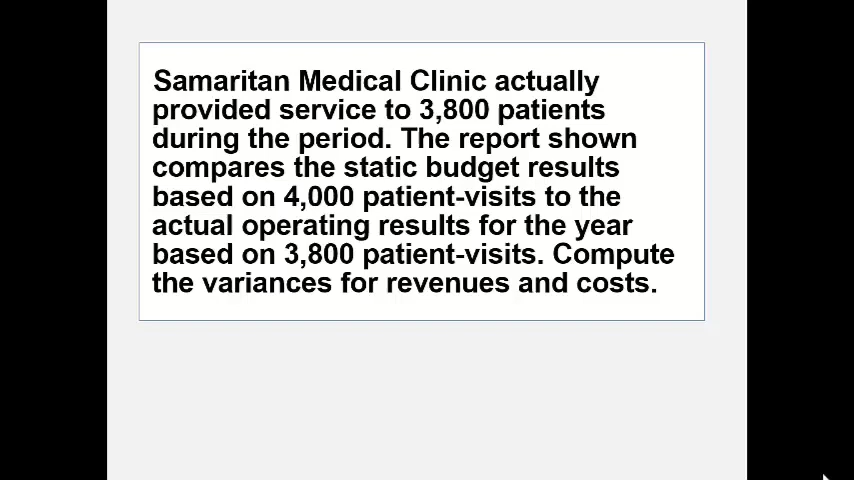 Samaritan Medical Clinic actually
provided service to 3,800 patients
during the period. The report shown
compares the static budget results
based on 4,000 patient-visits to the
actual operating results for the year
based on 3,800 patient-visits. Compute
the variances for revenues and costs.